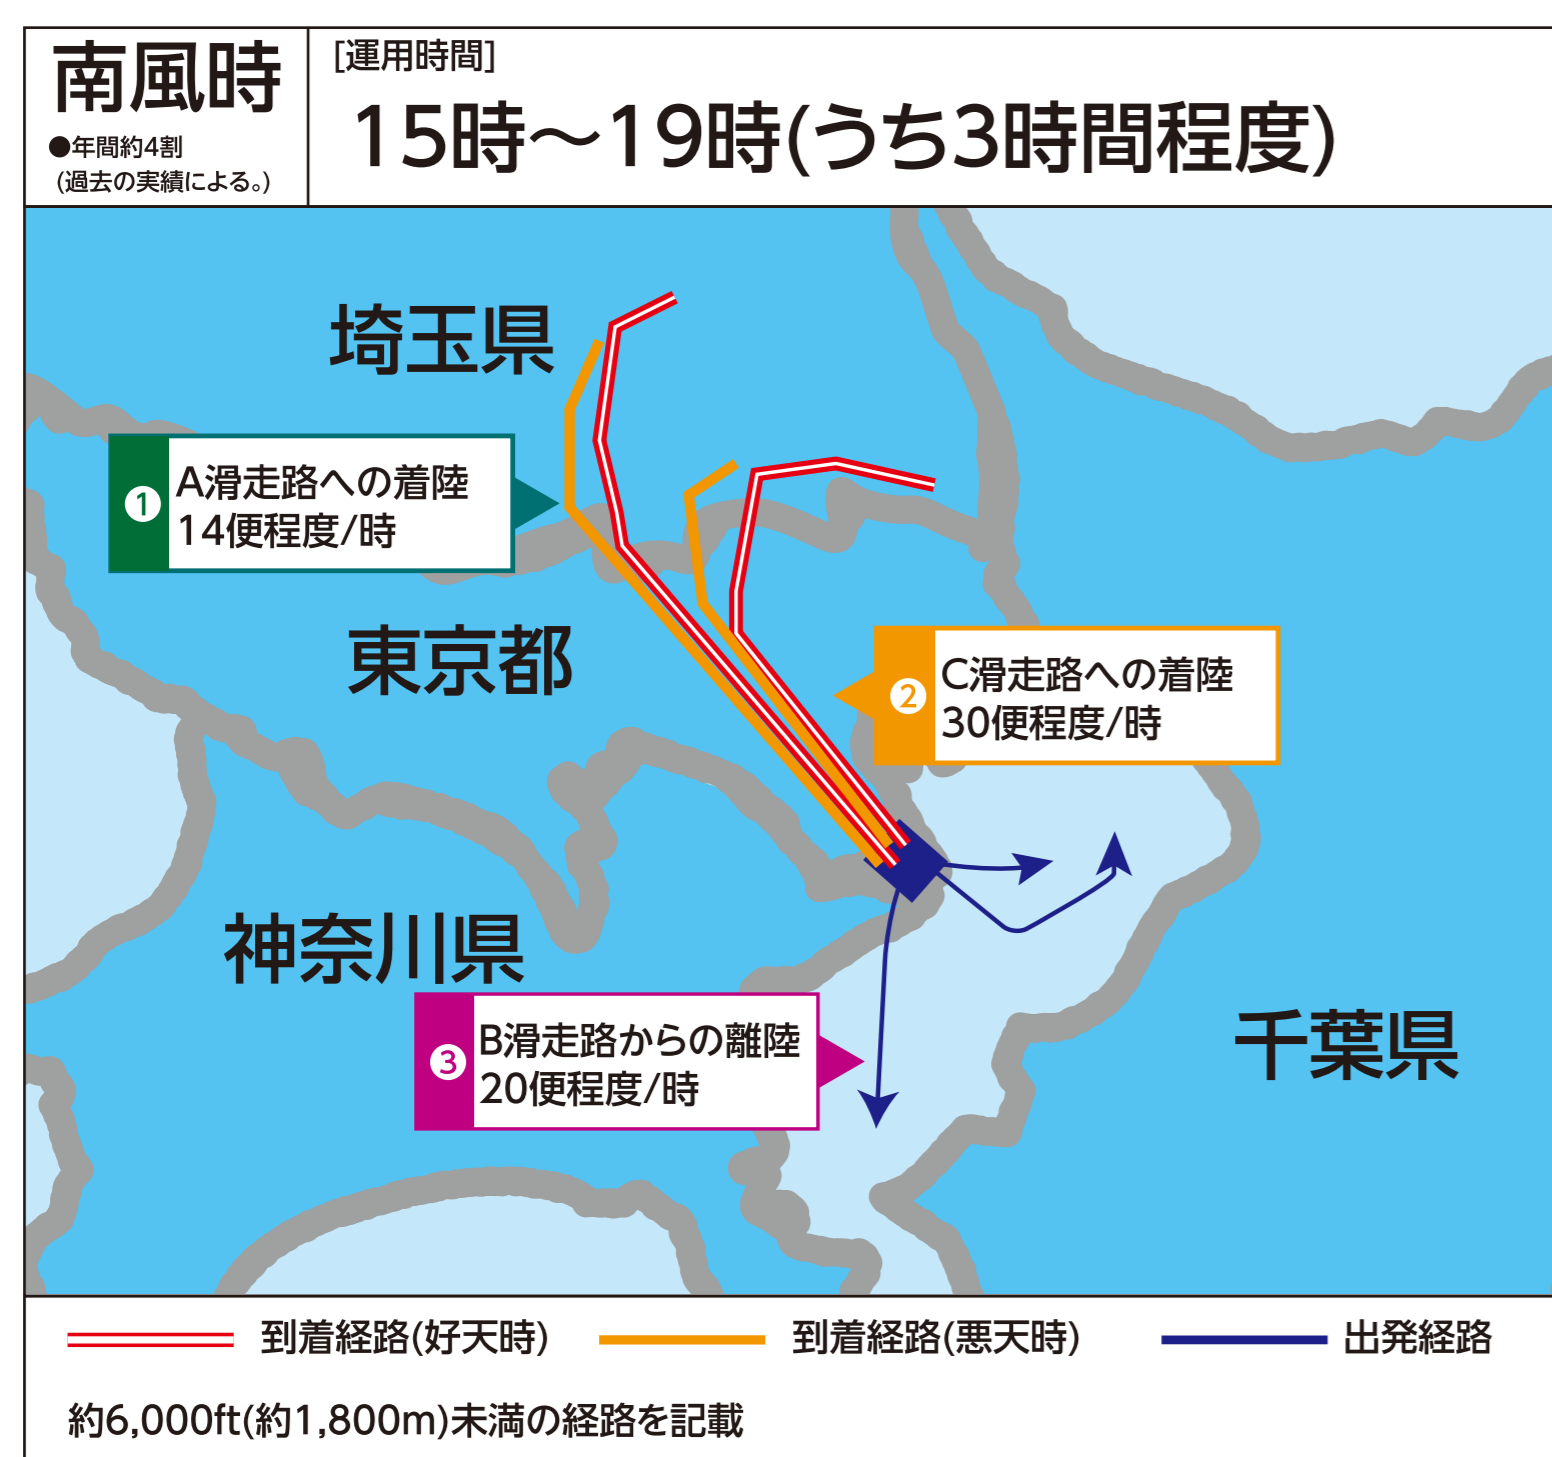 南風時
●年間約4割
(過去の実績による。)
[運用時間]
15時～19時(うち3時間程度)
埼玉県
❶
A滑走路への着陸
14便程度/時
東京都
❷
C滑走路への着陸
30便程度/時
神奈川県
❸
B滑走路からの離陸
20便程度/時
千葉県
到着経路(好天時)
到着経路(悪天時)
出発経路
約6,000ft(約1,800m)未満の経路を記載